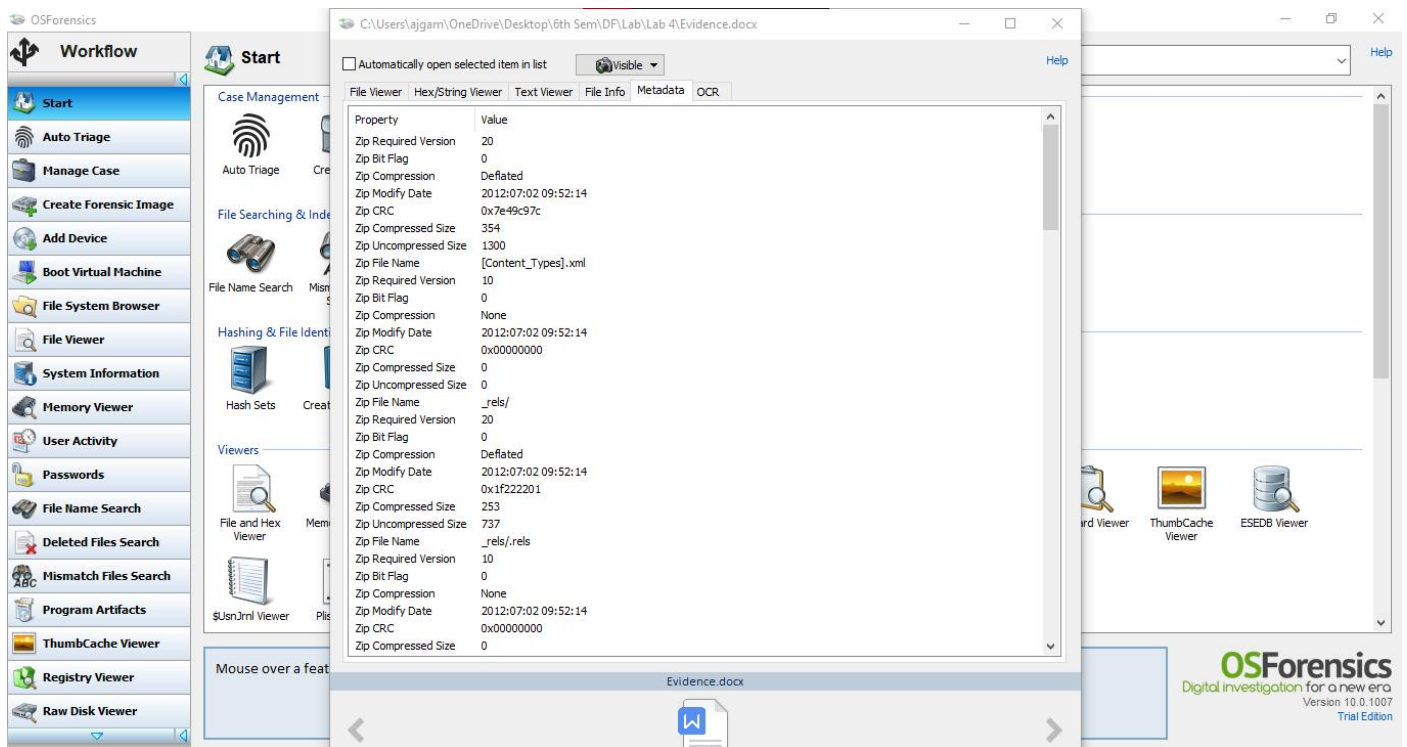 OSForensics
Workflow
Start
Auto Triage
Manage Case
Create Forensic Image
Add Device
Boot Virtual Machine
File System Browser
File Viewer
System Information
Memory Viewer
User Activity
Passwords
File Name Search
Deleted Files Search
Mismatch Files Search
Program Artifacts
ThumbCache Viewer
Registry Viewer
Raw Disk Viewer
Start
Help
Case Management
Auto Triage
Cre
File Searching & Inde
File Name Search
Hashing & File Identi
Hash Sets
Creat
Viewers
File and Hex
Viewer
Mem
$UsnJrnl Viewer
Plis
rd Viewer
ThumbCache
Viewer
ESEDB Viewer
Mouse over a feat
C:\Users\ajgam\OneDrive\Desktop\6th Sem\DF\Lab\Lab 4\Evidence.docx
Automatically open selected item in list
Visible
Help
File Viewer Hex/String Viewer Text Viewer File Info Metadata OCR
Property Value
Zip Required Version 20
Zip Bit Flag 0
Zip Compression Deflated
Zip Modify Date 2012:07:02 09:52:14
Zip CRC 0x7e49c97c
Zip Compressed Size 354
Zip Uncompressed Size 1300
Zip File Name [Content_Types].xml
Zip Required Version 10
Zip Bit Flag 0
Zip Compression None
Zip Modify Date 2012:07:02 09:52:14
Zip CRC 0x00000000
Zip Compressed Size 0
Zip Uncompressed Size 0
Zip File Name _rels/
Zip Required Version 20
Zip Bit Flag 0
Zip Compression Deflated
Zip Modify Date 2012:07:02 09:52:14
Zip CRC 0x1f222201
Zip Compressed Size 253
Zip Uncompressed Size 737
Zip File Name _rels/.rels
Zip Required Version 10
Zip Bit Flag 0
Zip Compression None
Zip Modify Date 2012:07:02 09:52:14
Zip CRC 0x00000000
Zip Compressed Size 0
Evidence.docx
W
OSForensics
Digital investigation for a new era
Version 10.0.1007
Trial Edition